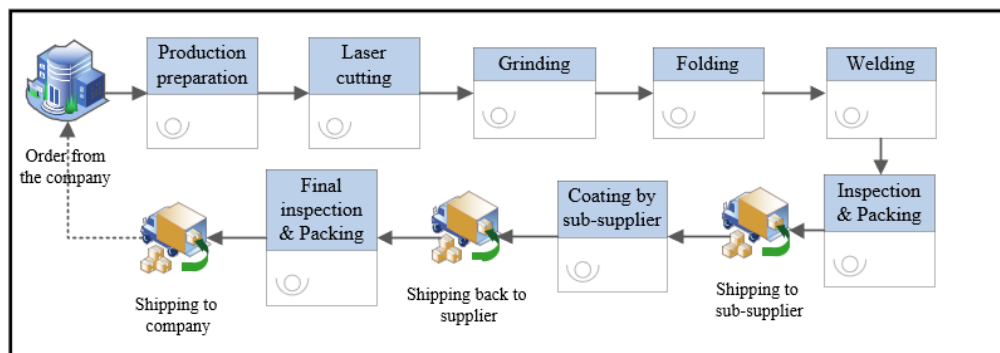 Production
preparation
Laser
cutting
Grinding
Folding
Welding
Order from
the company
Inspection
& Packing
Shipping to
sub-supplier
Coating by
sub-supplier
Shipping back to
supplier
Final
inspection
& Packing
Shipping to
company